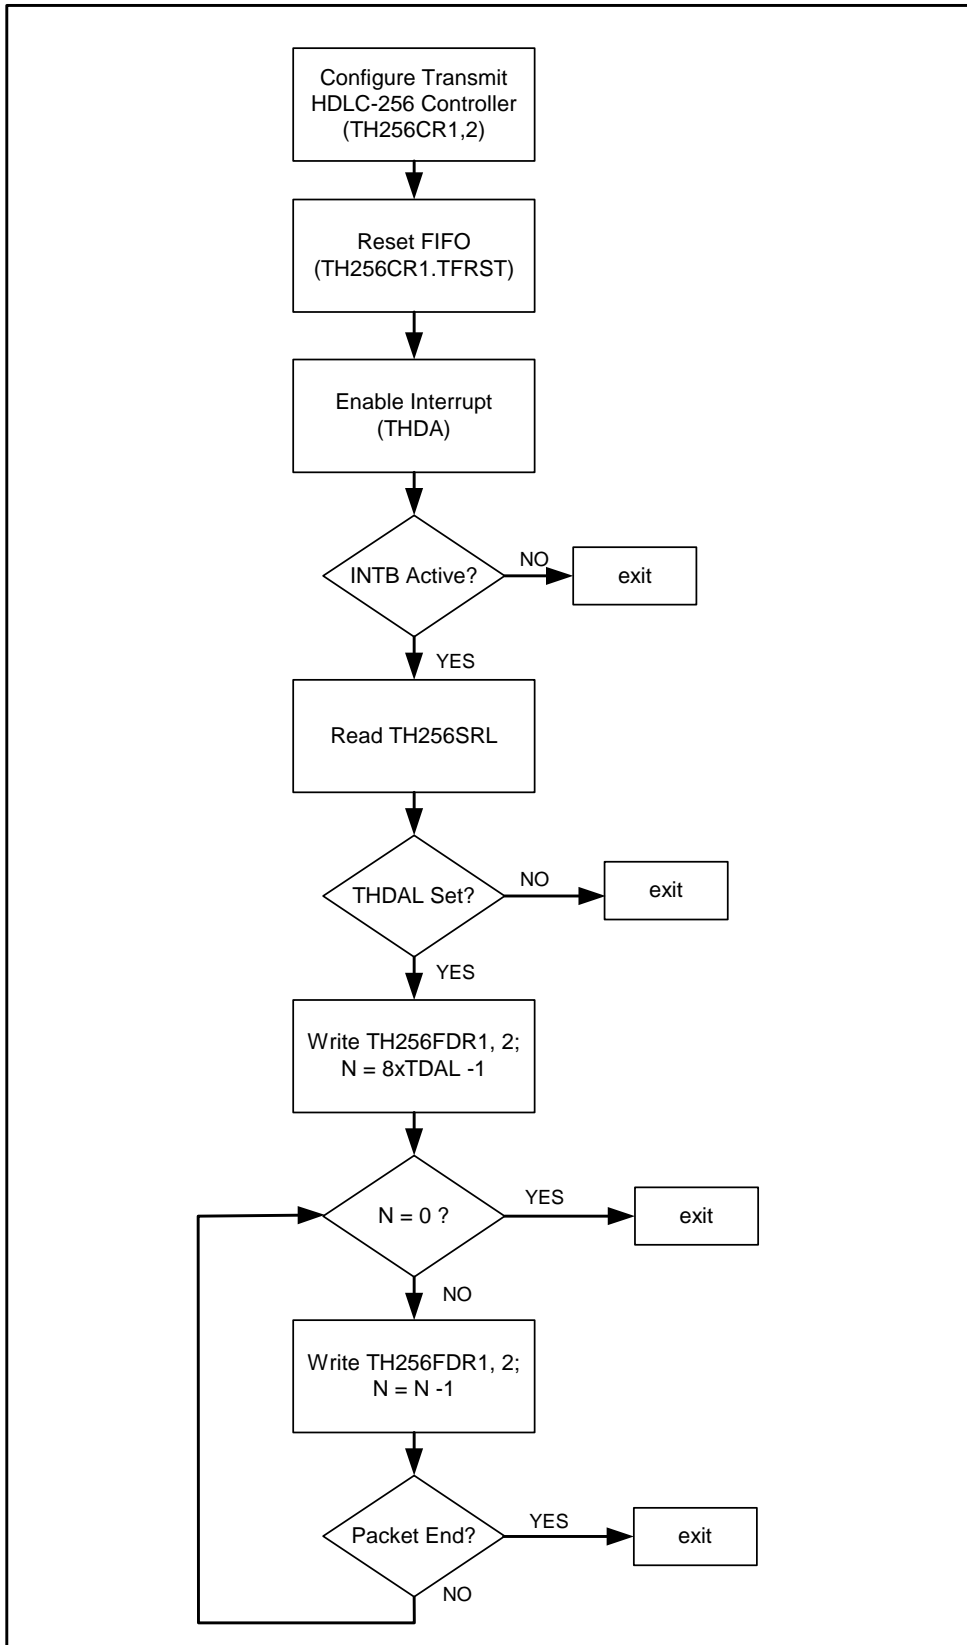 Configure Transmit
HDLC-256 Controller
(TH256CR1,2)
Reset FIFO
(TH256CR1.TFRST)
Enable Interrupt
(THDA)
INTB Active?
NO
exit
YES
Read TH256SRL
THDAL Set?
NO
exit
YES
Write TH256FDR1, 2;
N = 8xTDAL -1
N = 0 ?
YES
exit
NO
Write TH256FDR1, 2;
N = N -1
Packet End?
YES
exit
NO